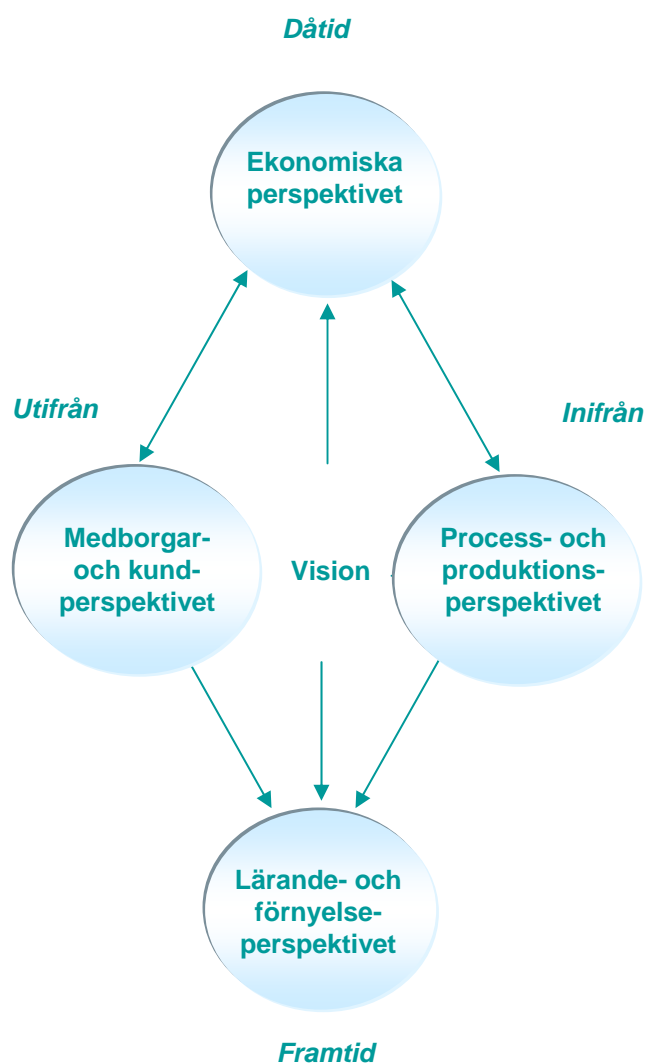 Dåtid
Ekonomiska
perspektivet
Utifrån
Inifrån
Medborgar-
och kund-
perspektivet
Vision
Process- och
produktions-
perspektivet
Lärande- och
förnyelse-
perspektivet
Framtid